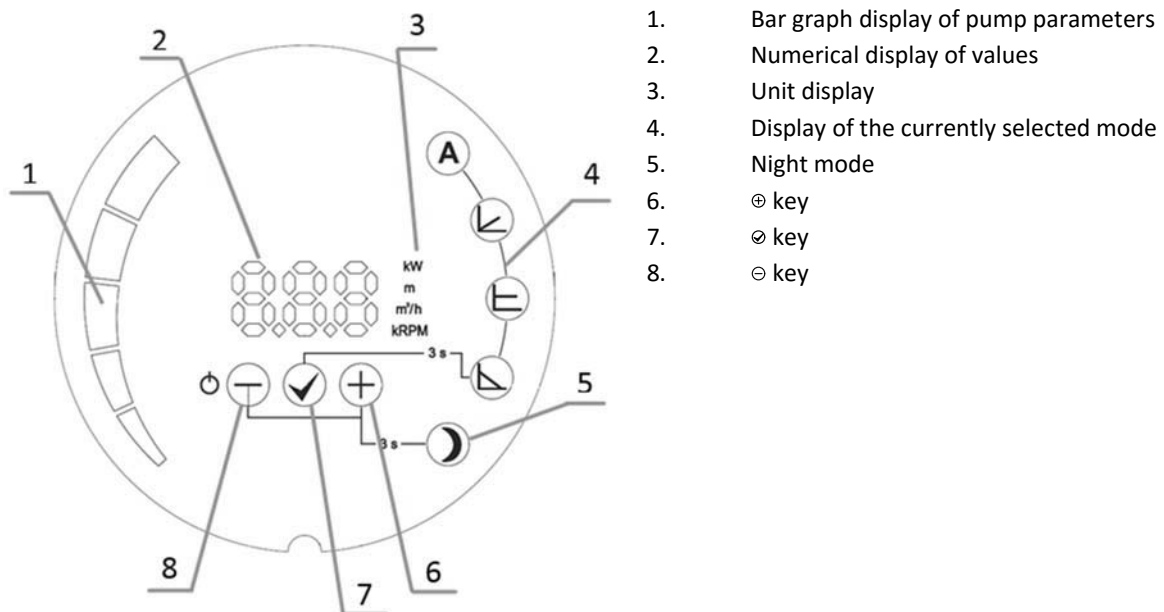 1. Bar graph display of pump parameters
2. Numerical display of values
3. Unit display
4. Display of the currently selected mode
5. Night mode
6. ⊕ key
7. ✓ key
8. ⊖ key
3
2
A
1
4
kW
m
m³/h
kRPM
3 s
5
3 s
8
7
6